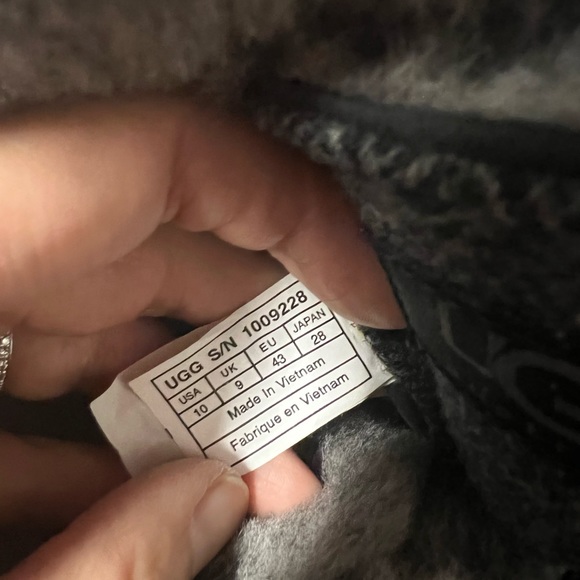 UGG S/N 1009228
USA UK EU JAPAN
10 9 43 28
Made In Vietnam
Fabrique en Vietnam